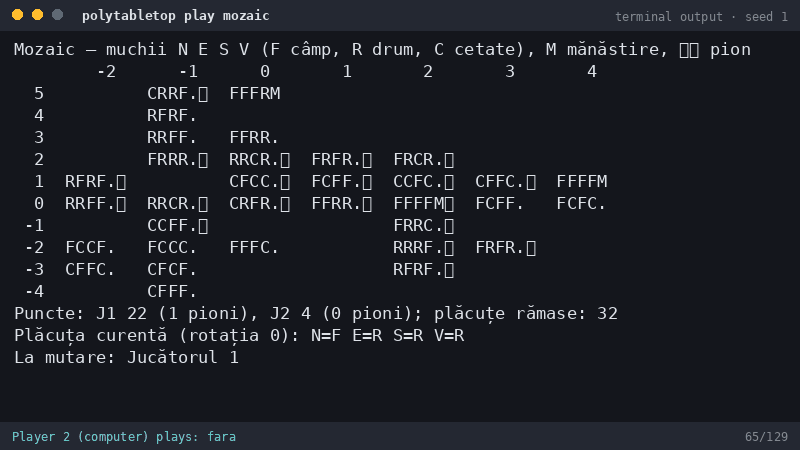 polytabletop play mozaic
terminal output · seed 1
Mozaic — muchii N E S V (F câmp, R drum, C cetate), M mănăstire, □□ pion
-2 -1 0 1 2 3 4
5 CRRF.□ FFFRM
4 RFRF.
3 RRFF. FFRR.
2 FRRR.□ RRCR.□ FRFR.□ FRCR.□
1 RFRF.□ CFCC.□ FCFF.□ CCFC.□ CFFC.□ FFFFM
0 RRFF.□ RRCR.□ CRFR.□ FFRR.□ FFFFM□ FCFF. FCFC.
-1 CCFF.□ FRRC.□
-2 FCCF. FCCC. FFFC. RRRF.□ FRFR.□
-3 CFFC. CFCF. RFRF.□
-4 CFFF.
Puncte: J1 22 (1 pioni), J2 4 (0 pioni); plăcuțe rămase: 32
Plăcuța curentă (rotația 0): N=F E=R S=R V=R
La mutare: Jucătorul 1
Player 2 (computer) plays: fara
65/129